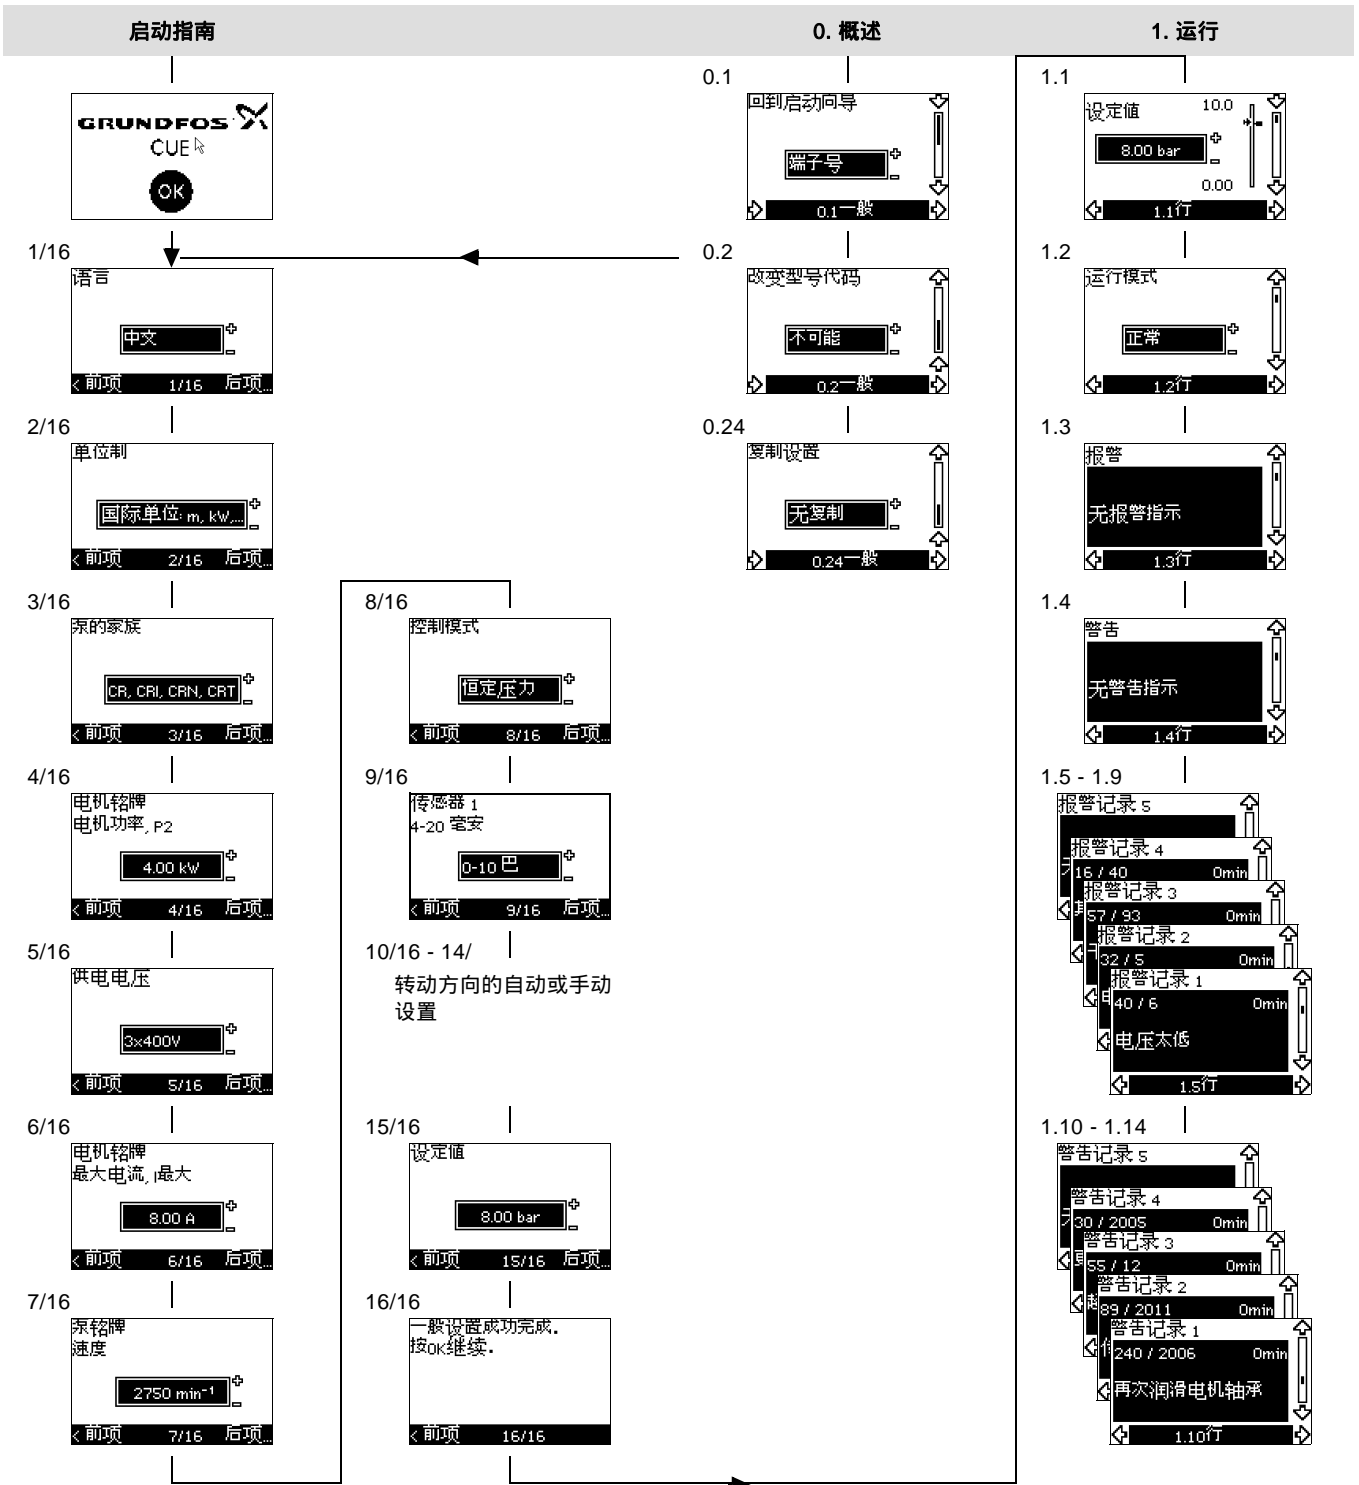 启动指南
0. 概述
1. 运行
GRUNDFOS
CUE
OK
1/16
语言
中文
+
-
<前项 1/16 后项...
2/16
单位制
国际单位: m, kW,...
+
-
<前项 2/16 后项...
3/16
泵的家族
CR, CRI, CRN, CRT
+
-
<前项 3/16 后项...
4/16
电机铭牌
电机功率, P2
4.00 kW
+
-
<前项 4/16 后项...
5/16
供电电压
3x400V
+
-
<前项 5/16 后项...
6/16
电机铭牌
最大电流, I最大
8.00 A
+
-
<前项 6/16 后项...
7/16
泵铭牌
速度
2750 min-1
+
-
<前项 7/16 后项...
8/16
控制模式
恒定压力
+
-
<前项 8/16 后项...
9/16
传感器 1
4-20 毫安
0-10 巴
+
-
<前项 9/16 后项...
10/16 - 14/
转动方向的自动或手动
设置
15/16
设定值
8.00 bar
+
-
<前项 15/16 后项...
16/16
一般设置成功完成.
按OK继续.
<前项 16/16
0.1
回到启动向导
端子号
+
-
0.1一般
0.2
改变型号代码
不可能
+
-
0.2一般
0.24
复制设置
无复制
+
-
0.24一般
1.1
设定值
10.0
8.00 bar
+
-
0.00
1.1行
1.2
运行模式
正常
+
-
1.2行
1.3
报警
无报警指示
1.3行
1.4
警告
无警告指示
1.4行
1.5 - 1.9
报警记录 5
报警记录 4
16 / 40 0min
报警记录 3
57 / 93 0min
报警记录 2
32 / 5 0min
报警记录 1
40 / 6 0min
电压太低
1.5行
1.10 - 1.14
警告记录 5
警告记录 4
30 / 2005 0min
警告记录 3
55 / 12 0min
警告记录 2
89 / 2011 0min
警告记录 1
240 / 2006 0min
再次润滑电机轴承
1.10行